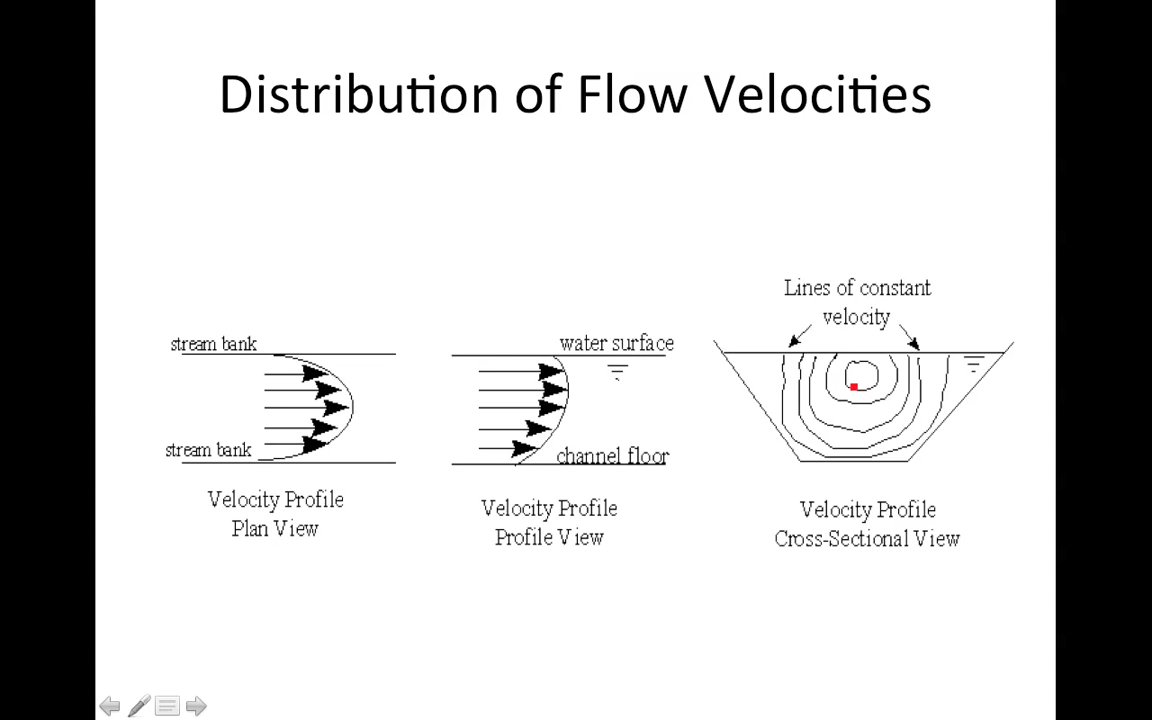 Distribution of Flow Velocities
Lines of constant
velocity
stream bank
water surface
stream bank
channel floor
Velocity Profile
Plan View
Velocity Profile
Profile View
Velocity Profile
Cross-Sectional View